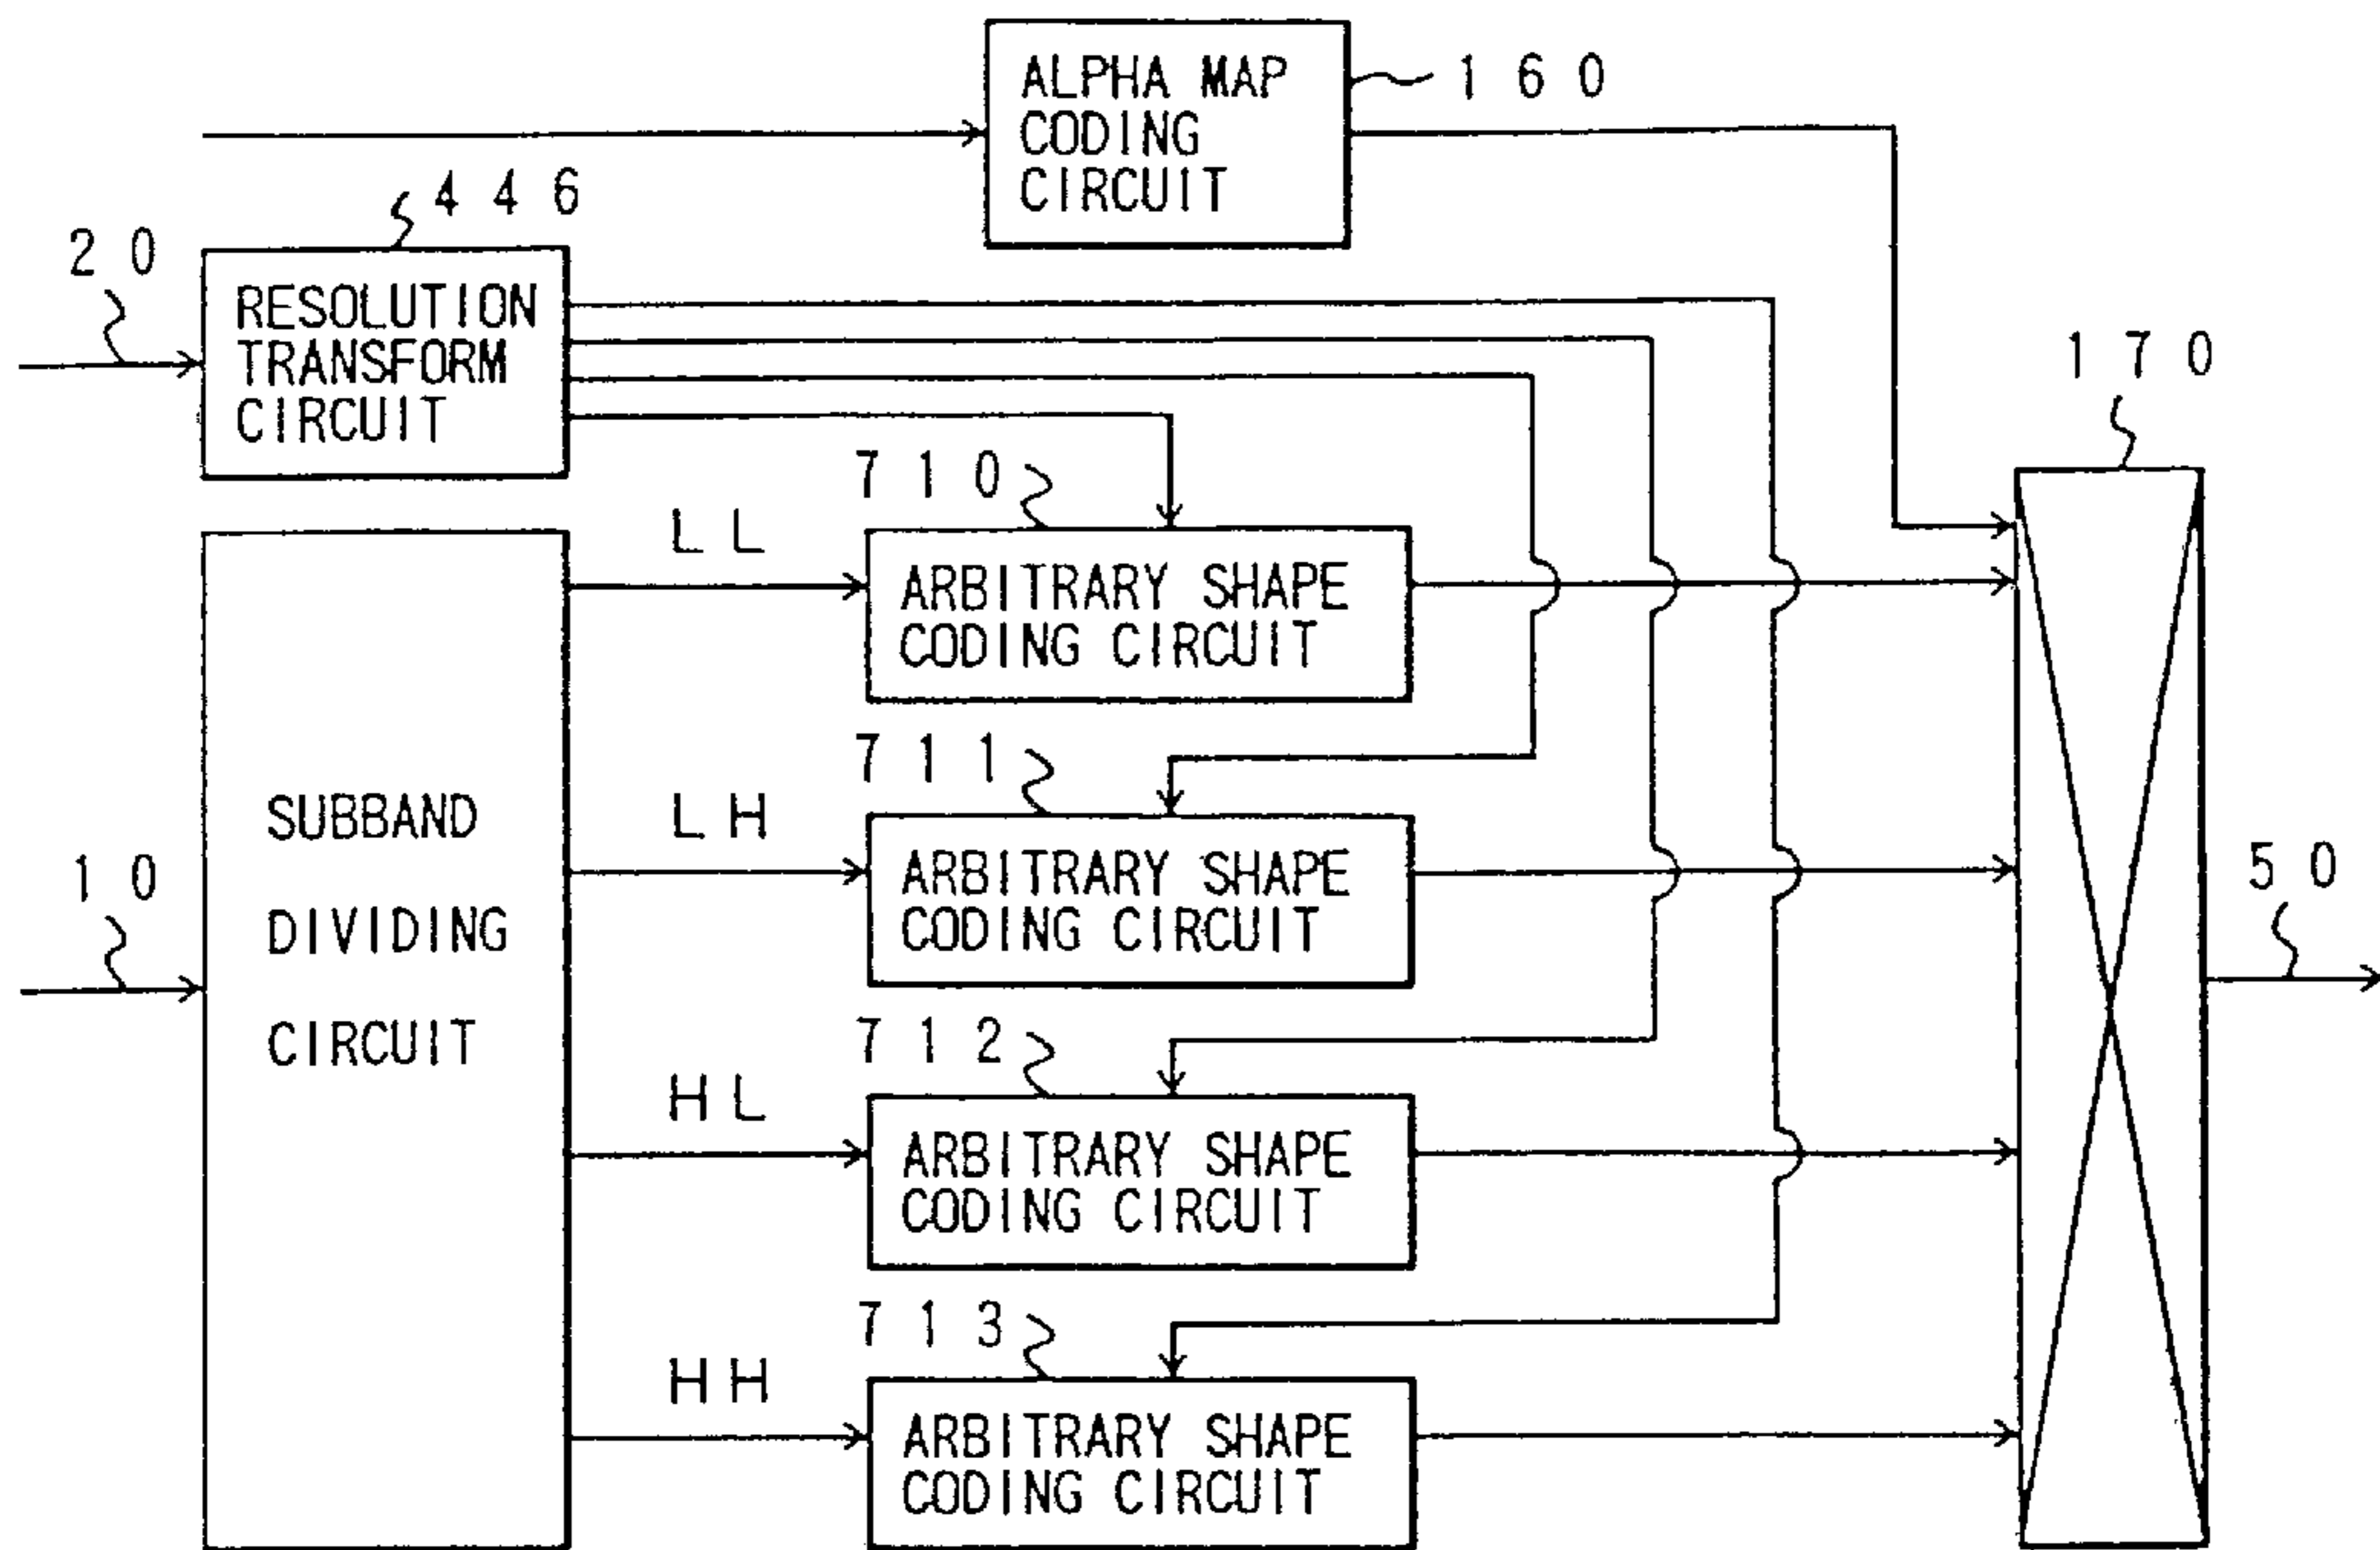 ALPHA MAP
CODING
CIRCUIT
160
446
20
RESOLUTION
TRANSFORM
CIRCUIT
170
710
LL
ARBITRARY SHAPE
CODING CIRCUIT
711
SUBBAND
DIVIDING
CIRCUIT
LH
10
ARBITRARY SHAPE
CODING CIRCUIT
50
712
HL
ARBITRARY SHAPE
CODING CIRCUIT
713
HH
ARBITRARY SHAPE
CODING CIRCUIT